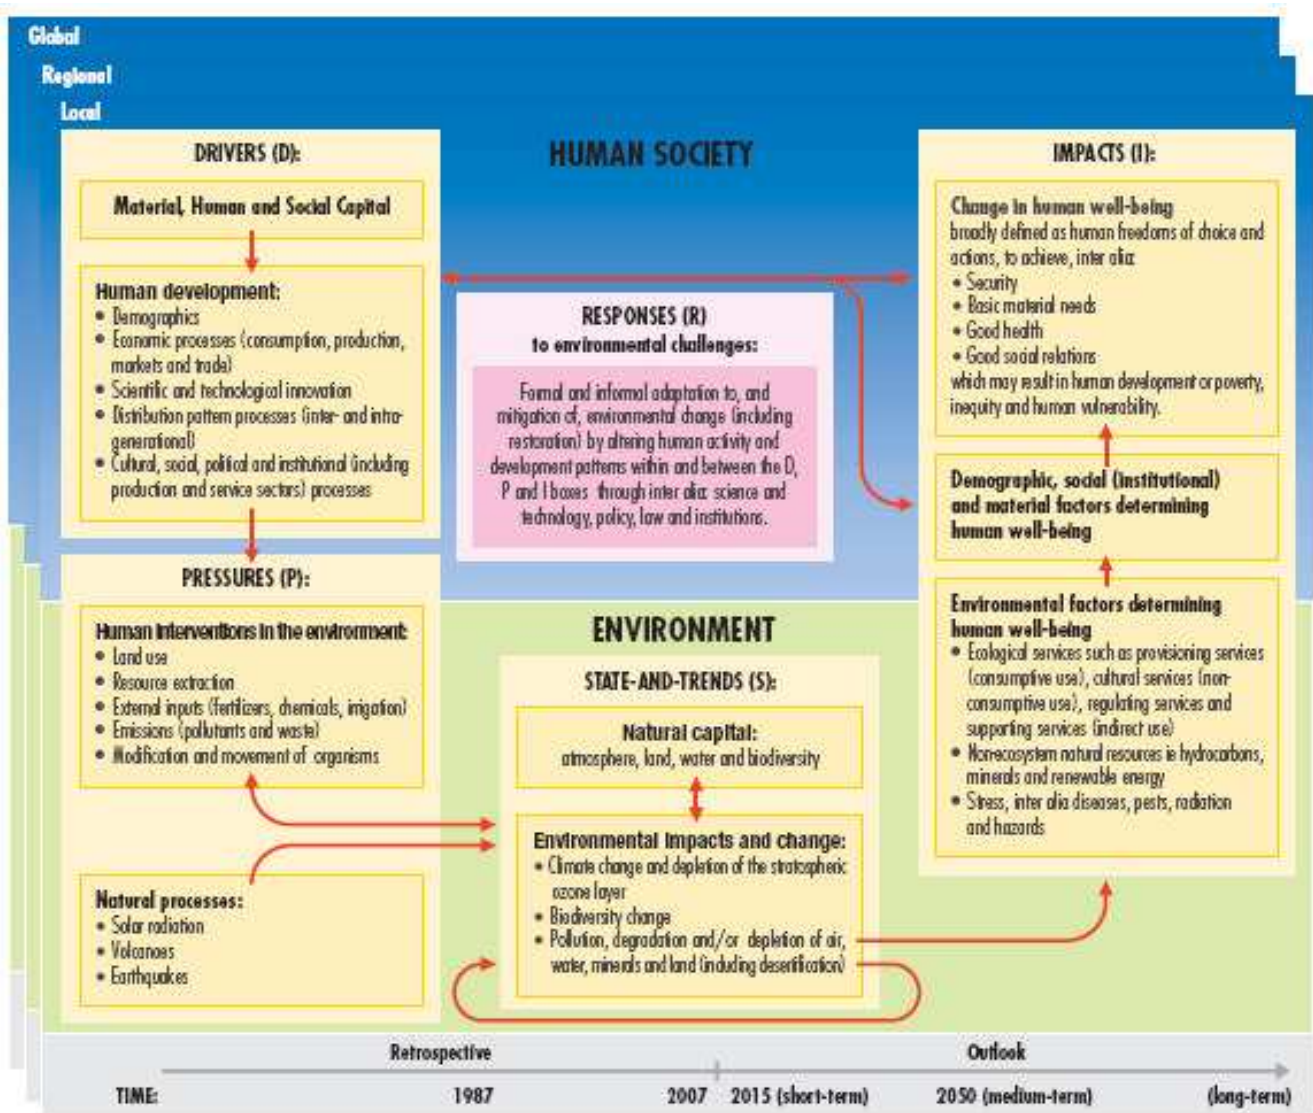 Global
Regional
Local
DRIVERS (D):
Material, Human and Social Capital
Human development:
• Demographics
• Economic processes (consumption, production,
markets and trade)
• Scientific and technological innovation
• Distribution pattern processes (inter- and intra-
generational)
• Cultural, social, political and institutional (including
production and service sectors) processes
PRESSURES (P):
Human interventions in the environment:
• Land use
• Resource extraction
• External inputs (fertilizers, chemicals, irrigation)
• Emissions (pollutants and waste)
• Modification and movement of organisms
Natural processes:
• Solar radiation
• Volcanoes
• Earthquakes
HUMAN SOCIETY
RESPONSES (R)
to environmental challenges:
Formal and informal adaptation to, and
mitigation of, environmental change (including
restoration) by altering human activity and
development patterns within and between the D,
P and I boxes through inter alia: science and
technology, policy, law and institutions.
ENVIRONMENT
STATE-AND-TRENDS (S):
Natural capital:
atmosphere, land, water and biodiversity
Environmental impacts and change:
• Climate change and depletion of the stratospheric
ozone layer
• Biodiversity change
• Pollution, degradation and/or depletion of air,
water, minerals and land (including desertification)
IMPACTS (I):
Change in human well-being
broadly defined as human freedoms of choice and
actions, to achieve, inter alia:
• Security
• Basic material needs
• Good health
• Good social relations
which may result in human development or poverty,
inequity and human vulnerability.
Demographic, social (institutional)
and material factors determining
human well-being
Environmental factors determining
human well-being
• Ecological services such as provisioning services
(consumptive use), cultural services (non-
consumptive use), regulating services and
supporting services (indirect use)
• Non-ecosystem natural resources ie hydrocarbons,
minerals and renewable energy
• Stress, inter alia diseases, pests, radiation
and hazards
Retrospective
Outlook
TIME: 1987 2007 2015 (short-term) 2050 (medium-term) (long-term)